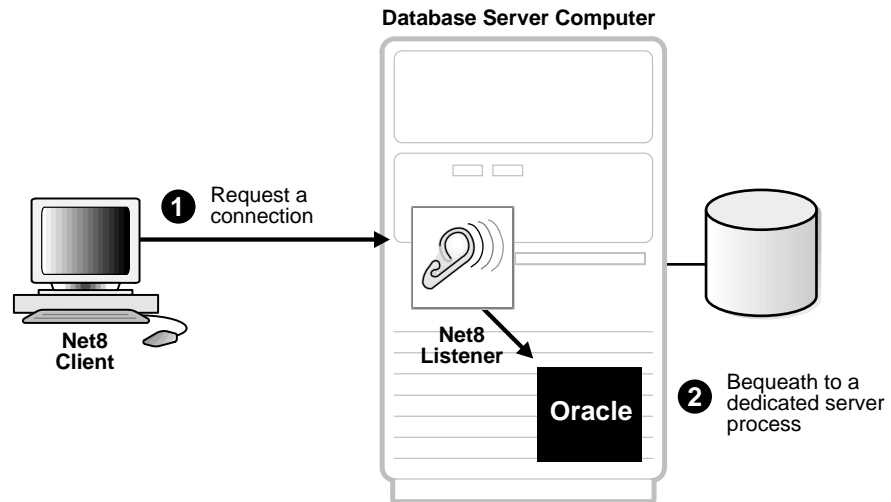 Database Server Computer
1
Request a
connection
Net8
Client
Net8
Listener
Oracle
2
Bequeath to a
dedicated server
process